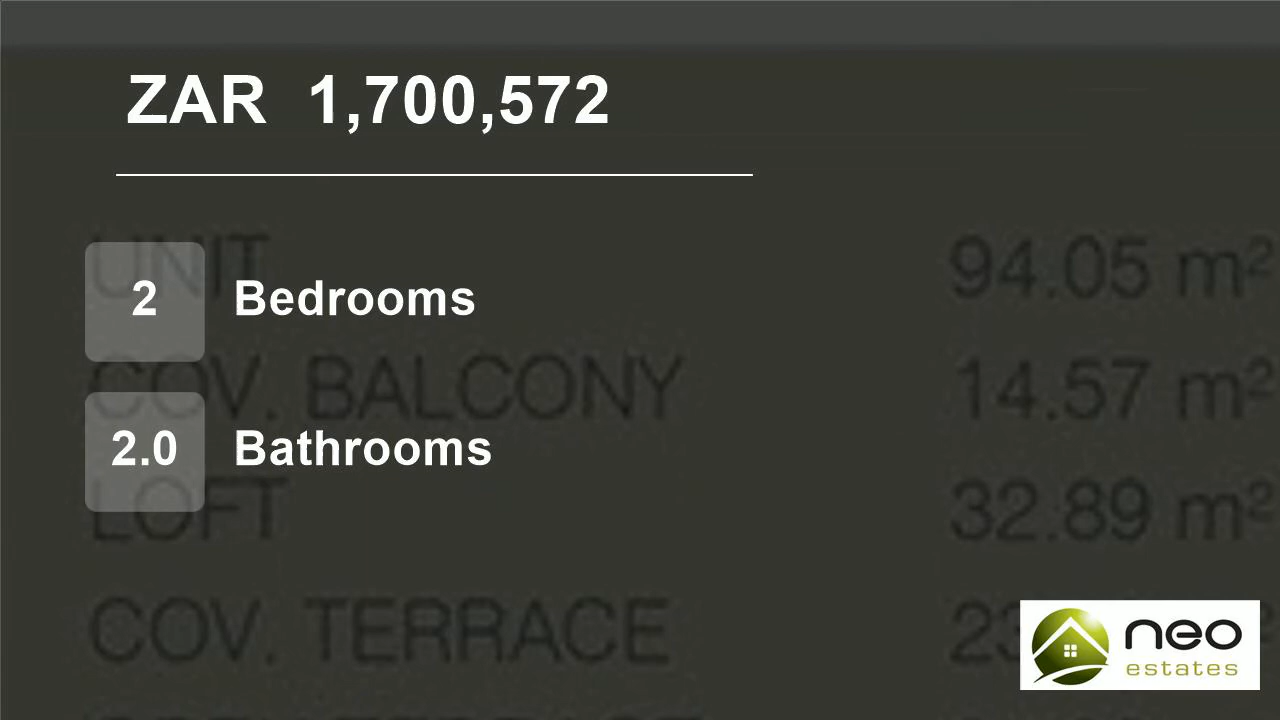 ZAR 1,700,572
UNIT 94.05 m²
2 Bedrooms
COV. BALCONY 14.57 m²
2.0 Bathrooms
LOFT 32.89 m²
COV. TERRACE
neo
estates